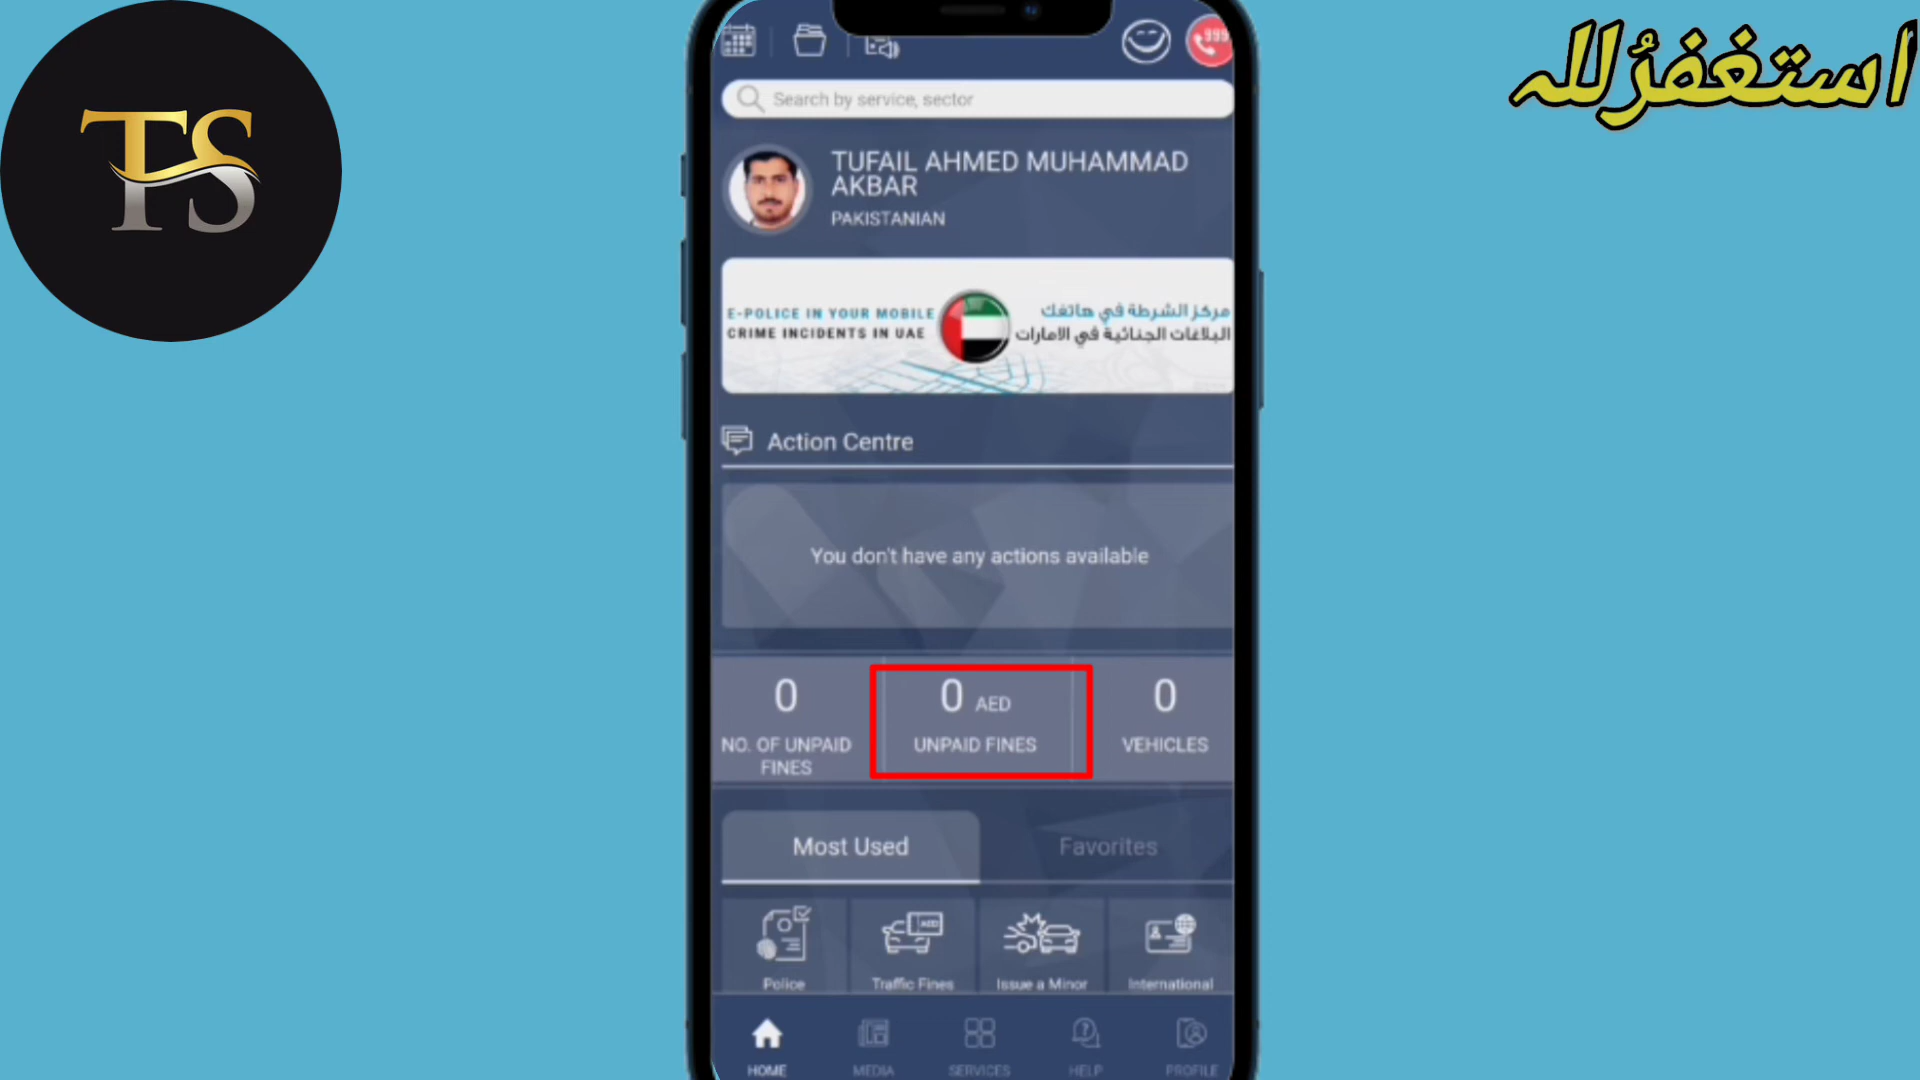 TS
استغفرُلله
999
Search by service, sector
TUFAIL AHMED MUHAMMAD
AKBAR
PAKISTANIAN
E-POLICE IN YOUR MOBILE
CRIME INCIDENTS IN UAE
مركز الشرطة في هاتفك
البلاغات الجنائية في الامارات
Action Centre
You don't have any actions available
0
NO. OF UNPAID
FINES
0 AED
UNPAID FINES
0
VEHICLES
Most Used
Favorites
AED
Police
Traffic Fines
Issue a Minor
International
HOME
MEDIA
SERVICES
HELP
PROFILE